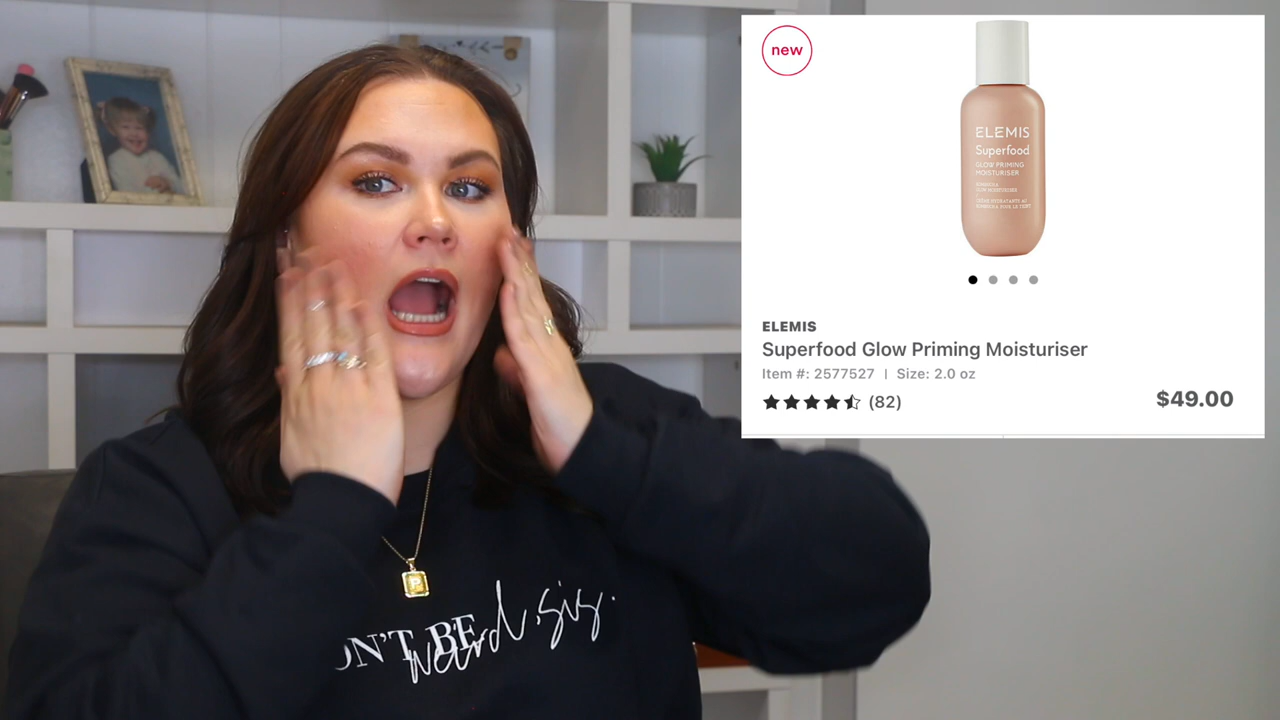 new
ELEMIS
Superfood
GLOW PRIMING
MOISTURISER
ELEMIS
Superfood Glow Priming Moisturiser
Item #: 2577527 | Size: 2.0 oz
(82)
$49.00
P
ON'T BE
weird, sis.